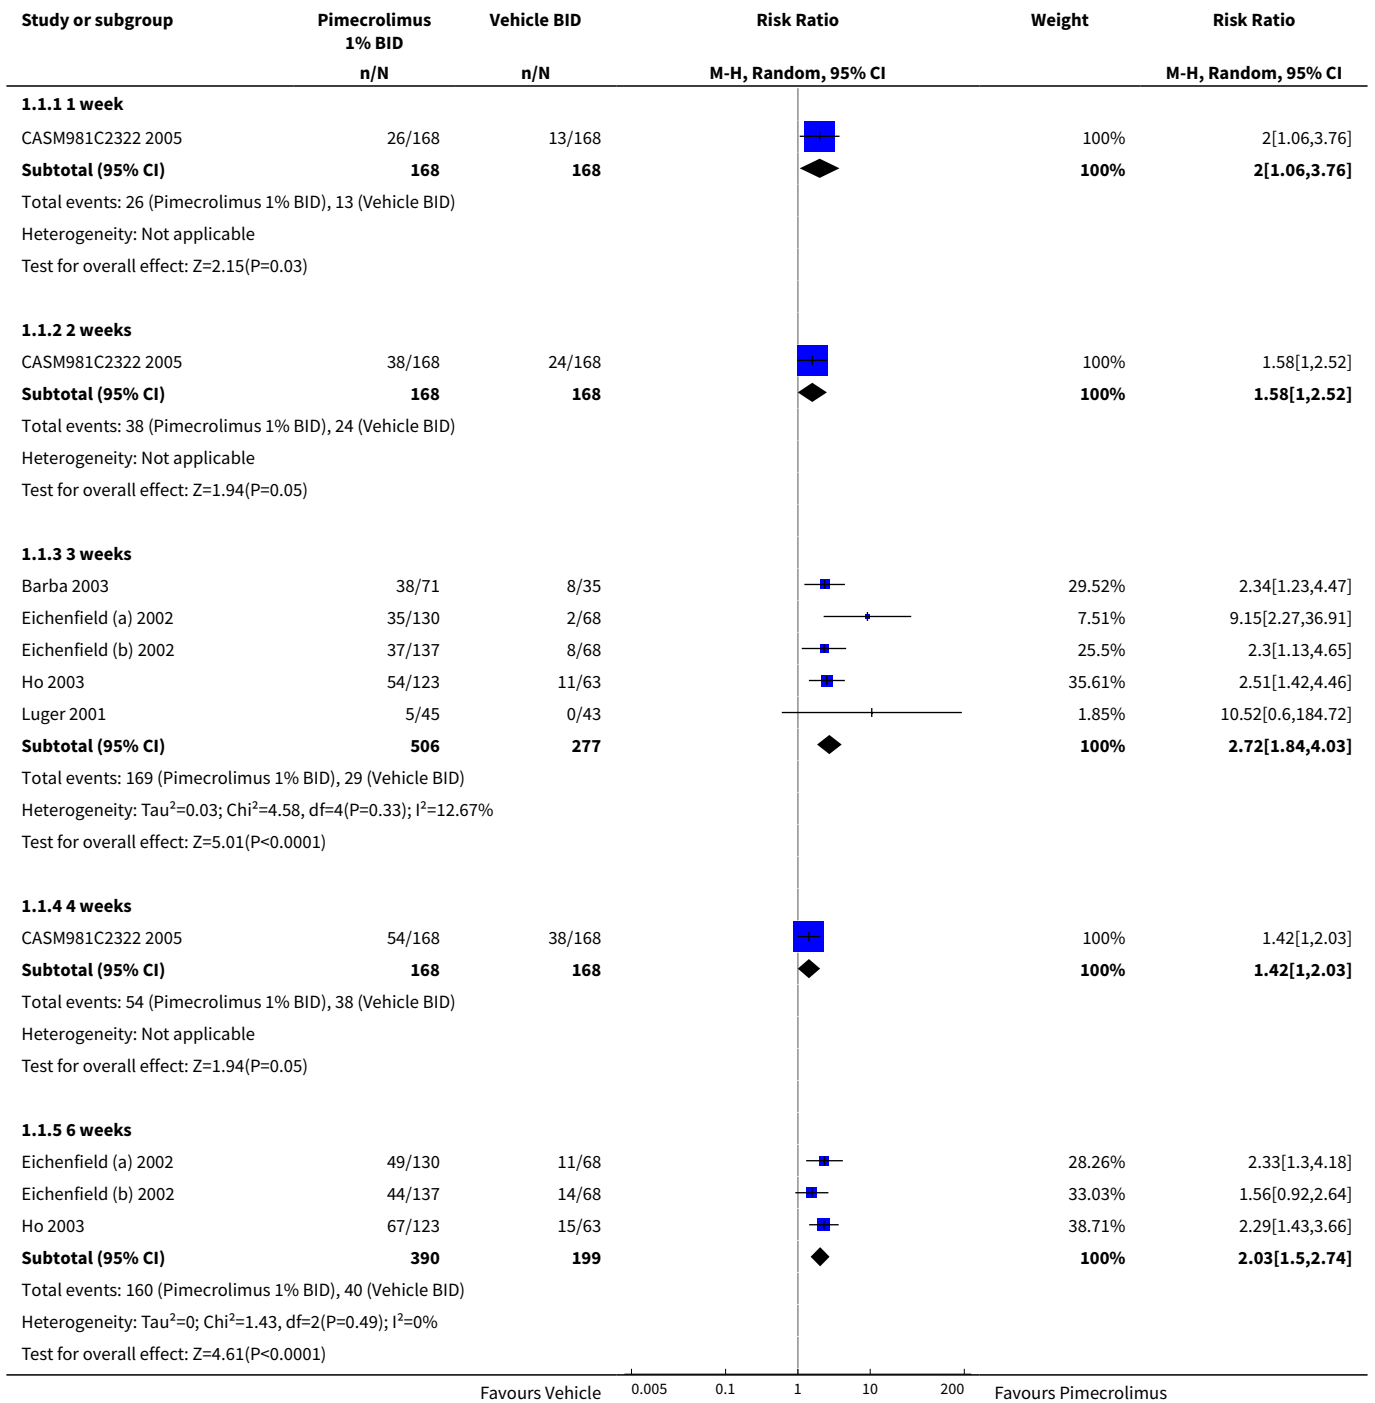 Study or subgroup Pimecrolimus 1% BID Vehicle BID Risk Ratio Weight Risk Ratio
n/N n/N M-H, Random, 95% CI M-H, Random, 95% CI
1.1.1 1 week
CASM981C2322 2005 26/168 13/168 100% 2[1.06,3.76]
Subtotal (95% CI) 168 168 100% 2[1.06,3.76]
Total events: 26 (Pimecrolimus 1% BID), 13 (Vehicle BID)
Heterogeneity: Not applicable
Test for overall effect: Z=2.15(P=0.03)
1.1.2 2 weeks
CASM981C2322 2005 38/168 24/168 100% 1.58[1,2.52]
Subtotal (95% CI) 168 168 100% 1.58[1,2.52]
Total events: 38 (Pimecrolimus 1% BID), 24 (Vehicle BID)
Heterogeneity: Not applicable
Test for overall effect: Z=1.94(P=0.05)
1.1.3 3 weeks
Barba 2003 38/71 8/35 29.52% 2.34[1.23,4.47]
Eichenfield (a) 2002 35/130 2/68 7.51% 9.15[2.27,36.91]
Eichenfield (b) 2002 37/137 8/68 25.5% 2.3[1.13,4.65]
Ho 2003 54/123 11/63 35.61% 2.51[1.42,4.46]
Luger 2001 5/45 0/43 1.85% 10.52[0.6,184.72]
Subtotal (95% CI) 506 277 100% 2.72[1.84,4.03]
Total events: 169 (Pimecrolimus 1% BID), 29 (Vehicle BID)
Heterogeneity: Tau²=0.03; Chi²=4.58, df=4(P=0.33); I²=12.67%
Test for overall effect: Z=5.01(P<0.0001)
1.1.4 4 weeks
CASM981C2322 2005 54/168 38/168 100% 1.42[1,2.03]
Subtotal (95% CI) 168 168 100% 1.42[1,2.03]
Total events: 54 (Pimecrolimus 1% BID), 38 (Vehicle BID)
Heterogeneity: Not applicable
Test for overall effect: Z=1.94(P=0.05)
1.1.5 6 weeks
Eichenfield (a) 2002 49/130 11/68 28.26% 2.33[1.3,4.18]
Eichenfield (b) 2002 44/137 14/68 33.03% 1.56[0.92,2.64]
Ho 2003 67/123 15/63 38.71% 2.29[1.43,3.66]
Subtotal (95% CI) 390 199 100% 2.03[1.5,2.74]
Total events: 160 (Pimecrolimus 1% BID), 40 (Vehicle BID)
Heterogeneity: Tau²=0; Chi²=1.43, df=2(P=0.49); I²=0%
Test for overall effect: Z=4.61(P<0.0001)
Favours Vehicle 0.005 0.1 1 10 200 Favours Pimecrolimus